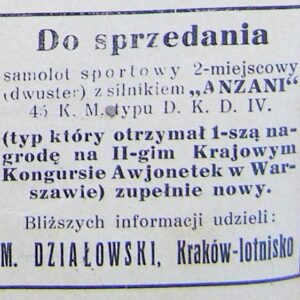 Do sprzedania
samolot sportowy 2-miejscowy
(dwuster) z silnikiem „ANZANI"
45 K. M. typu D. K. D. IV.
(typ który otrzymał 1-szą na-
grodę na II-gim Krajowym
Kongursie Awjonetek w War-
szawie) zupełnie nowy.
Bliższych informacji udzieli:
M. DZIAŁOWSKI, Kraków-lotnisko